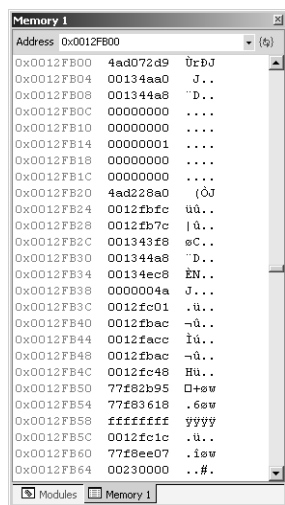 Memory 1
Address 0x0012FB00
0x0012FB00 4ad072d9 ÙrÐJ
0x0012FB04 00134aa0  J..
0x0012FB08 001344a8 ¨D..
0x0012FB0C 00000000 ....
0x0012FB10 00000000 ....
0x0012FB14 00000001 ....
0x0012FB18 00000000 ....
0x0012FB1C 00000000 ....
0x0012FB20 4ad228a0  (ÒJ
0x0012FB24 0012fbfc üû..
0x0012FB28 0012fb7c |û..
0x0012FB2C 001343f8 øC..
0x0012FB30 001344a8 ¨D..
0x0012FB34 00134ec8 ÈN..
0x0012FB38 0000004a J...
0x0012FB3C 0012fc01 .ü..
0x0012FB40 0012fbac ¬û..
0x0012FB44 0012facc Ìú..
0x0012FB48 0012fbac ¬û..
0x0012FB4C 0012fc48 Hü..
0x0012FB50 77f82b95 □+øw
0x0012FB54 77f83618 .6øw
0x0012FB58 ffffffff ÿÿÿÿ
0x0012FB5C 0012fc1c .ü..
0x0012FB60 77f8ee07 .îøw
0x0012FB64 00230000 ..#.
Modules Memory 1